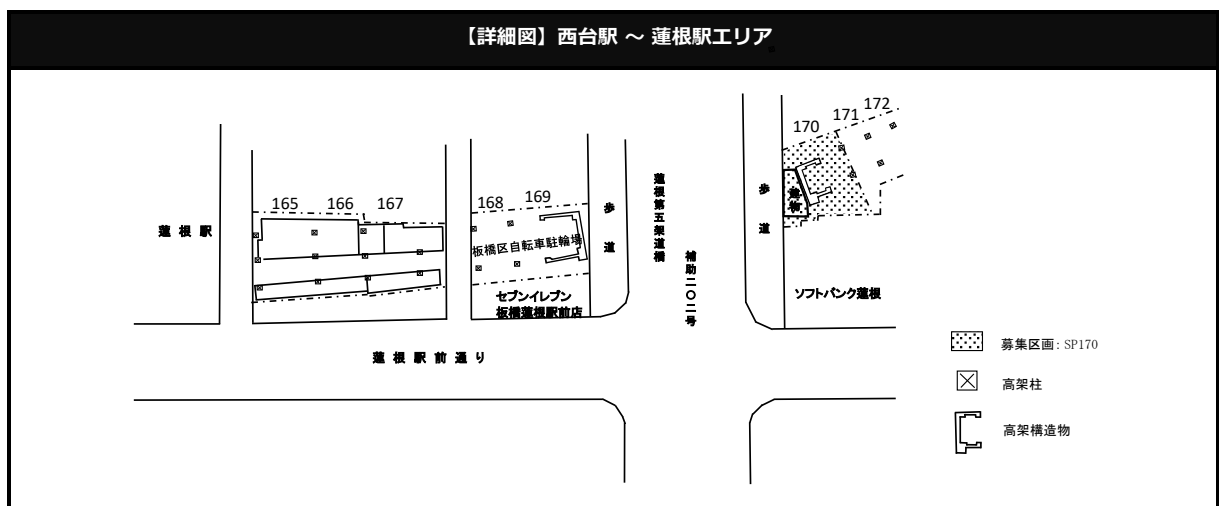 【詳細図】 西台駅 ～ 蓮根駅エリア
170
171
172
165
166
167
168
169
蓮根駅
板橋区自転車駐輪場
歩道
蓮根第五架道橋
補助二〇二号
歩道
建物
セブンイレブン
板橋蓮根駅前店
ソフトバンク蓮根
蓮根駅前通り
募集区画: SP170
高架柱
高架構造物